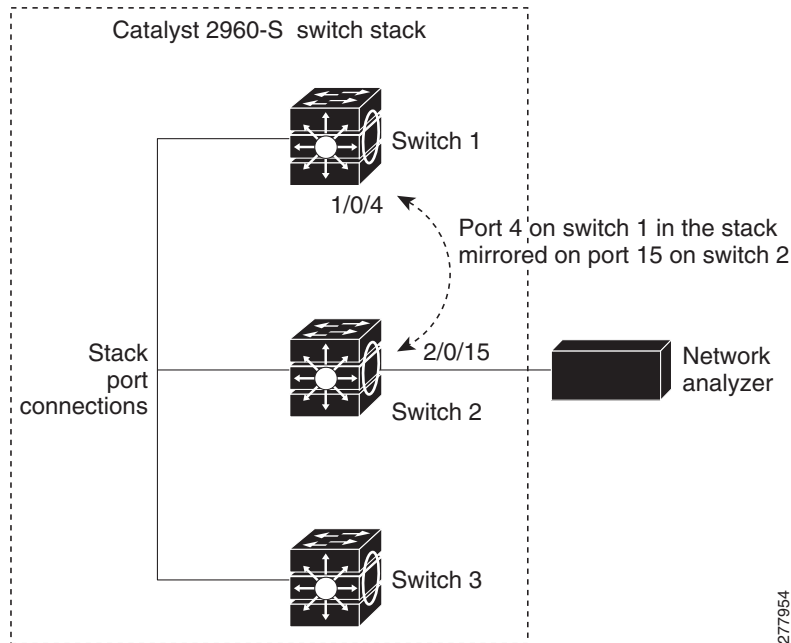 Catalyst 2960-S switch stack
Switch 1
1/0/4
Port 4 on switch 1 in the stack
mirrored on port 15 on switch 2
2/0/15
Stack
port
connections
Switch 2
Network
analyzer
Switch 3
277954